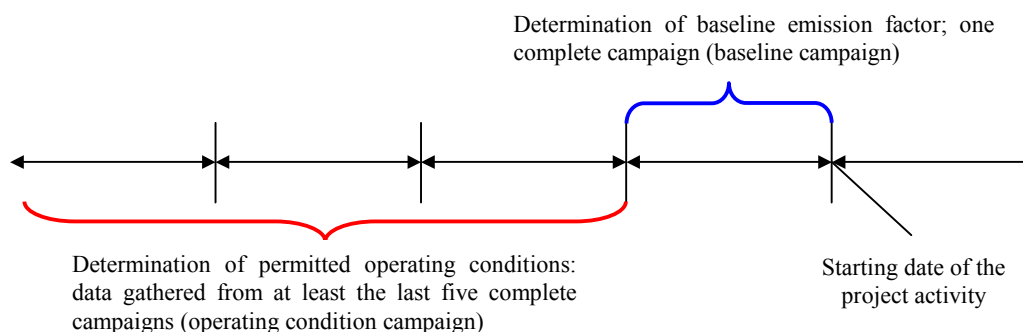 Determination of baseline emission factor; one
complete campaign (baseline campaign)
Determination of permitted operating conditions:
data gathered from at least the last five complete
campaigns (operating condition campaign)
Starting date of the
project activity